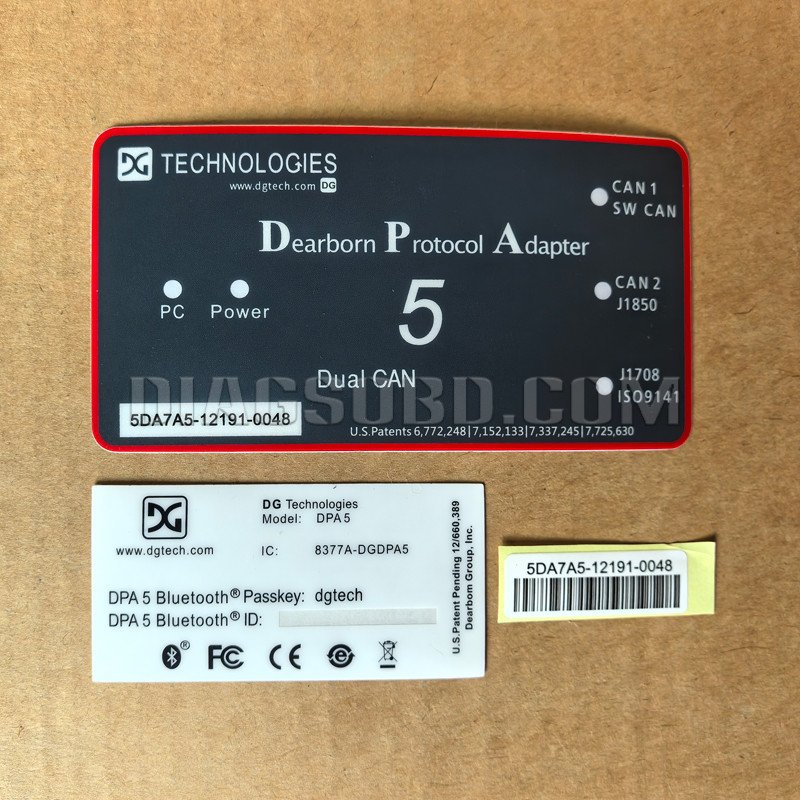 DG TECHNOLOGIES
www.dgtech.com DG
CAN 1
SW CAN
Dearborn Protocol Adapter
5
PC
Power
CAN 2
J1850
Dual CAN
J1708
ISO9141
DIAGSOBD.COM
5DA7A5-12191-0048
U.S.Patents 6,772,248|7,152,133|7,337,245|7,725,630
DG
www.dgtech.com
DG Technologies
Model: DPA 5
IC: 8377A-DGDPA5
DPA 5 Bluetooth® Passkey: dgtech
DPA 5 Bluetooth® ID:
® FC CE e
U.S.Patent Pending 12/660,389
Dearborn Group, Inc.
5DA7A5-12191-0048